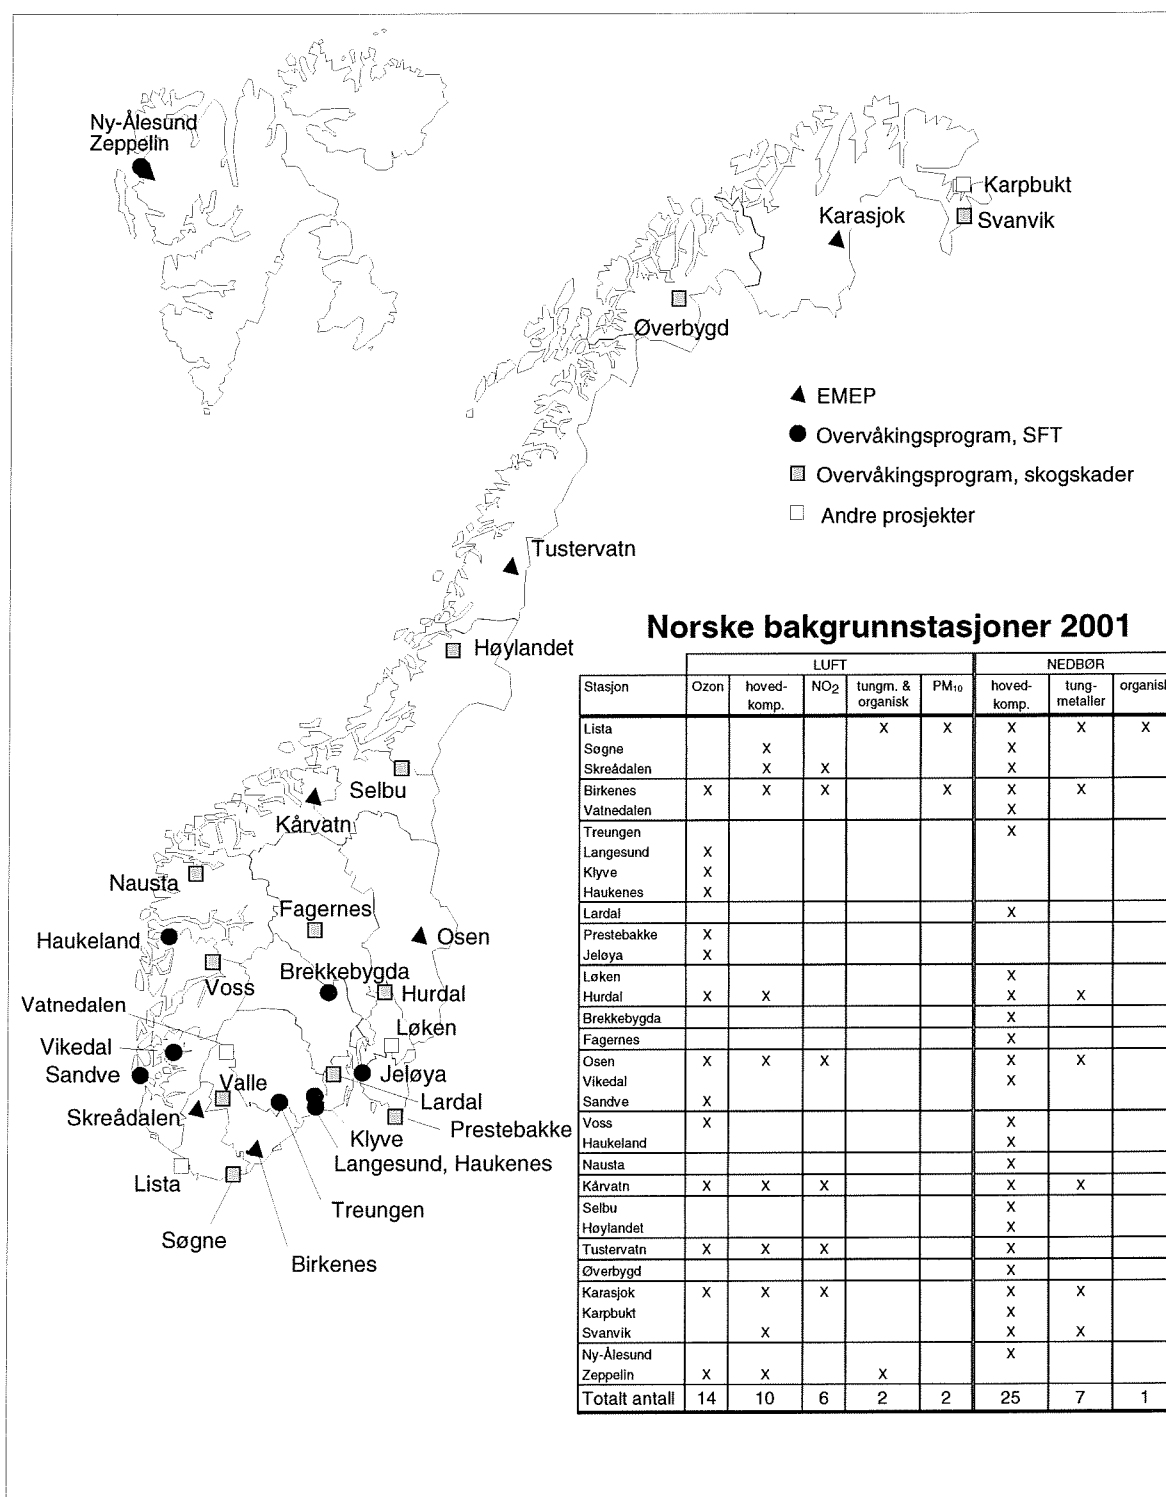 Ny-Ålesund
Zeppelin
Karpbukt
Karasjok
Svanvik
Øverbygd
EMEP
Overvåkingsprogram, SFT
Overvåkingsprogram, skogskader
Andre prosjekter
Tustervatn
Høylandet
Selbu
Kårvatn
Nausta
Fagernes
Haukeland
Osen
Voss
Brekkebygda
Hurdal
Vatnedalen
Løken
Vikedal
Sandve
Valle
Jeløya
Skreådalen
Lardal
Prestebakke
Klyve
Langesund, Haukenes
Lista
Treungen
Søgne
Birkenes
Norske bakgrunnstasjoner 2001
LUFT NEDBØR
Stasjon Ozon hoved- NO2 tungm. & PM10 hoved- tung- organisk
komp. organisk komp. metaller
Lista X X X X X
Søgne X X
Skreådalen X X X
Birkenes X X X X X X
Vatnedalen X
Treungen X
Langesund X
Klyve X
Haukenes X
Lardal X
Prestebakke X
Jeløya X
Løken X
Hurdal X X X X
Brekkebygda X
Fagernes X
Osen X X X X X
Vikedal X
Sandve X
Voss X X
Haukeland X
Nausta X
Kårvatn X X X X X
Selbu X
Høylandet X
Tustervatn X X X X
Øverbygd X
Karasjok X X X X X
Karpbukt X
Svanvik X X X
Ny-Ålesund X
Zeppelin X X X
Totalt antall 14 10 6 2 2 25 7 1